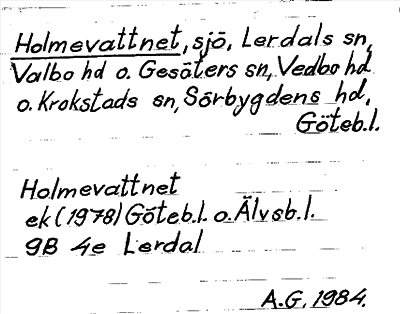 Holmevattnet, sjö, Lerdals sn,
Valbo hd o. Gesäters sn, Vedbo hd
o. Krokstads sn, Sörbygdens hd,
Göteb.l.
Holmevattnet
ek (1978) Göteb.l. o. Älvsb.l.
9B 4e Lerdal
A.G. 1984.